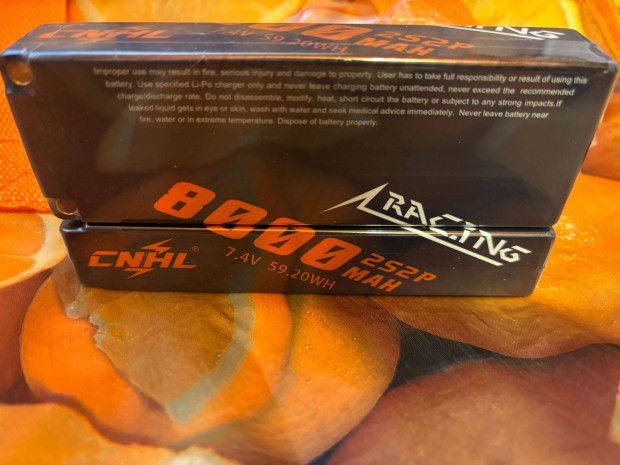 CNHL
7.4V 59.20WH
2S2P
MAH
RACING
Improper use may result in fire, serious injury and damage to property. User has to take full responsibility or result of using this
battery. Use specified Li-Po charger only and never leave charging battery unattended, never exceed the recommended
charge/discharge rate. Do not disassemble, modify, heat, short circuit the battery or subject to any strong impacts.If
leaked liquid gets in eye or skin, wash with water and seek medical advice immediately. Never leave battery near
fire, water or in extreme temperature. Dispose of battery properly.
8000
2S2P
MAH
RACING
CNHL®
7.4V 59.20WH